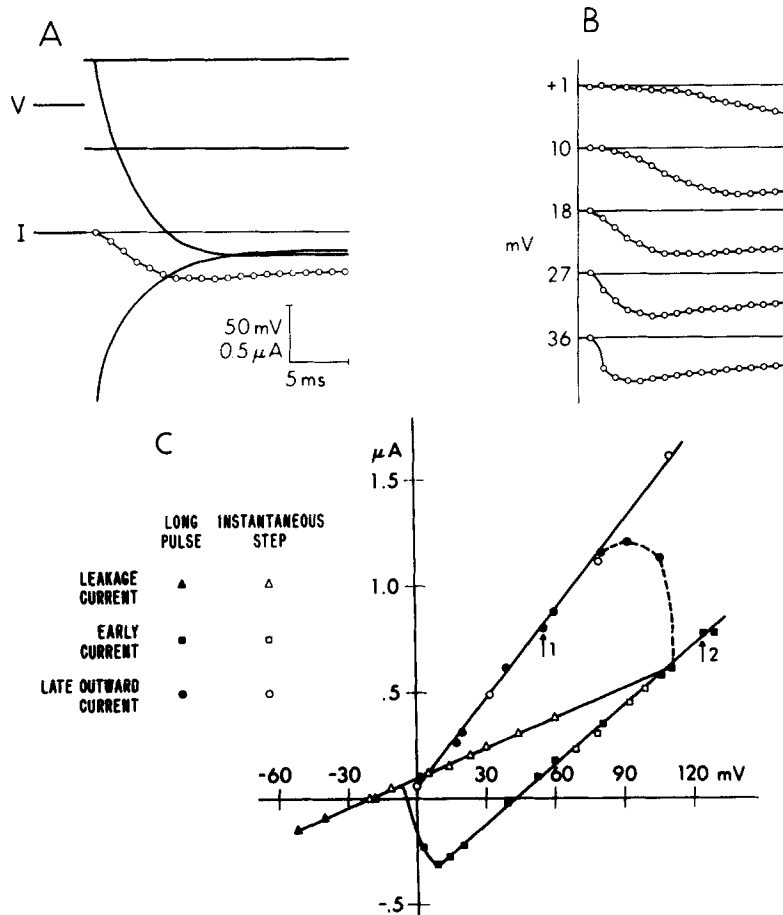 A
V
I
50 mV
0.5 μA
5 ms
B
+1
10
18
mV
27
36
C
μA
1.5
1.0
.5
-.5
-60 -30 0 30 60 90 120 mV
1
2
LONG PULSE INSTANTANEOUS STEP
LEAKAGE CURRENT
EARLY CURRENT
LATE OUTWARD CURRENT